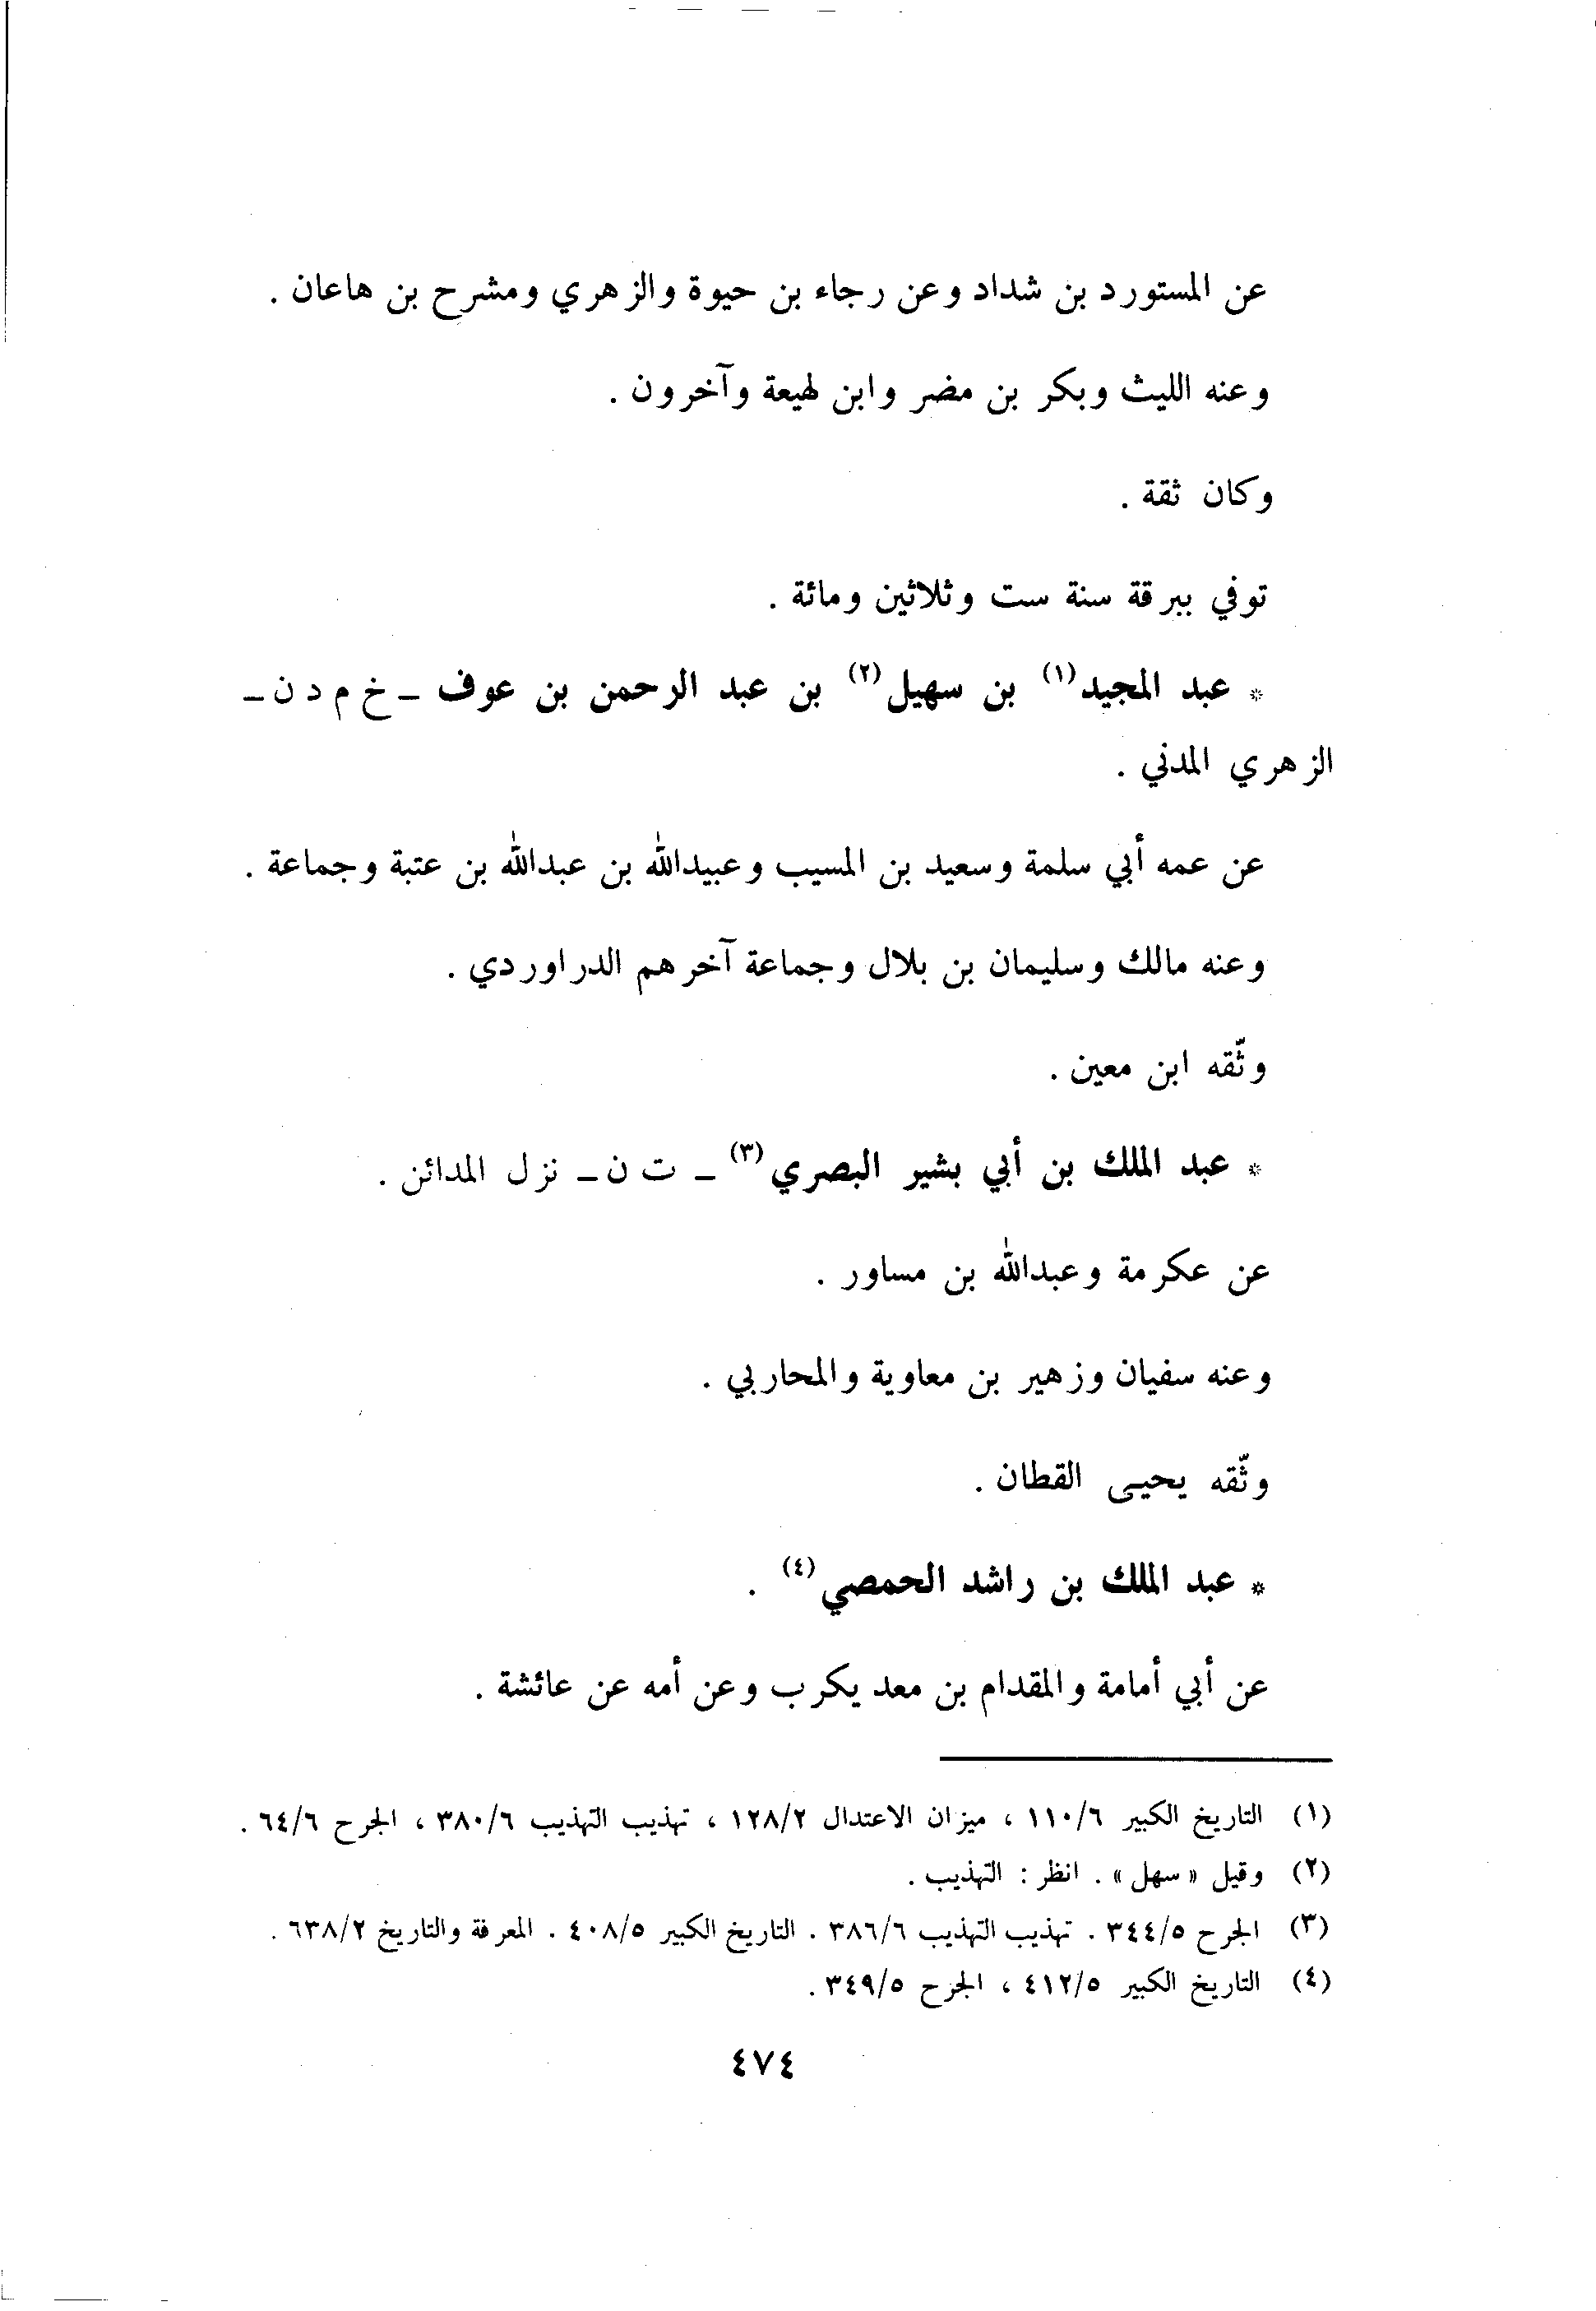 عن المستورد بن شداد وعن رجاء بن حيوة والزهري ومشرح بن هاعان .
وعنه الليث وبكر بن مضر وابن لهيعة وآخرون .
وكان ثقة .
توفي ببرقة سنة ست وثلاثين ومائة .
* عبد المجيد(١) بن سهيل(٢) بن عبد الرحمن بن عوف – خ م د ن –
الزهري المدني .
عن عمه أبي سلمة وسعيد بن المسيب وعبيدالله بن عبدالله بن عتبة وجماعة .
وعنه مالك وسليمان بن بلال وجماعة آخرهم الدراوردي .
وثّقه ابن معين .
* عبد الملك بن أبي بشير البصري(٣) – ت ن – نزل المدائن .
عن عكرمة وعبدالله بن مساور .
وعنه سفيان وزهير بن معاوية والمحاربي .
وثّقه يحيى القطان .
* عبد الملك بن راشد الحمصي(٤) .
عن أبي أمامة والمقدام بن معد يكرب وعن أمه عن عائشة .
(١) التاريخ الكبير ١١٠/٦ ، ميزان الاعتدال ١٢٨/٢ ، تهذيب التهذيب ٣٨٠/٦ ، الجرح ٦٤/٦ .
(٢) وقيل « سهل » . انظر : التهذيب .
(٣) الجرح ٣٤٤/٥ . تهذيب التهذيب ٣٨٦/٦ . التاريخ الكبير ٤٠٨/٥ . المعرفة والتاريخ ٦٣٨/٢ .
(٤) التاريخ الكبير ٤١٢/٥ ، الجرح ٣٤٩/٥ .
٤٧٤